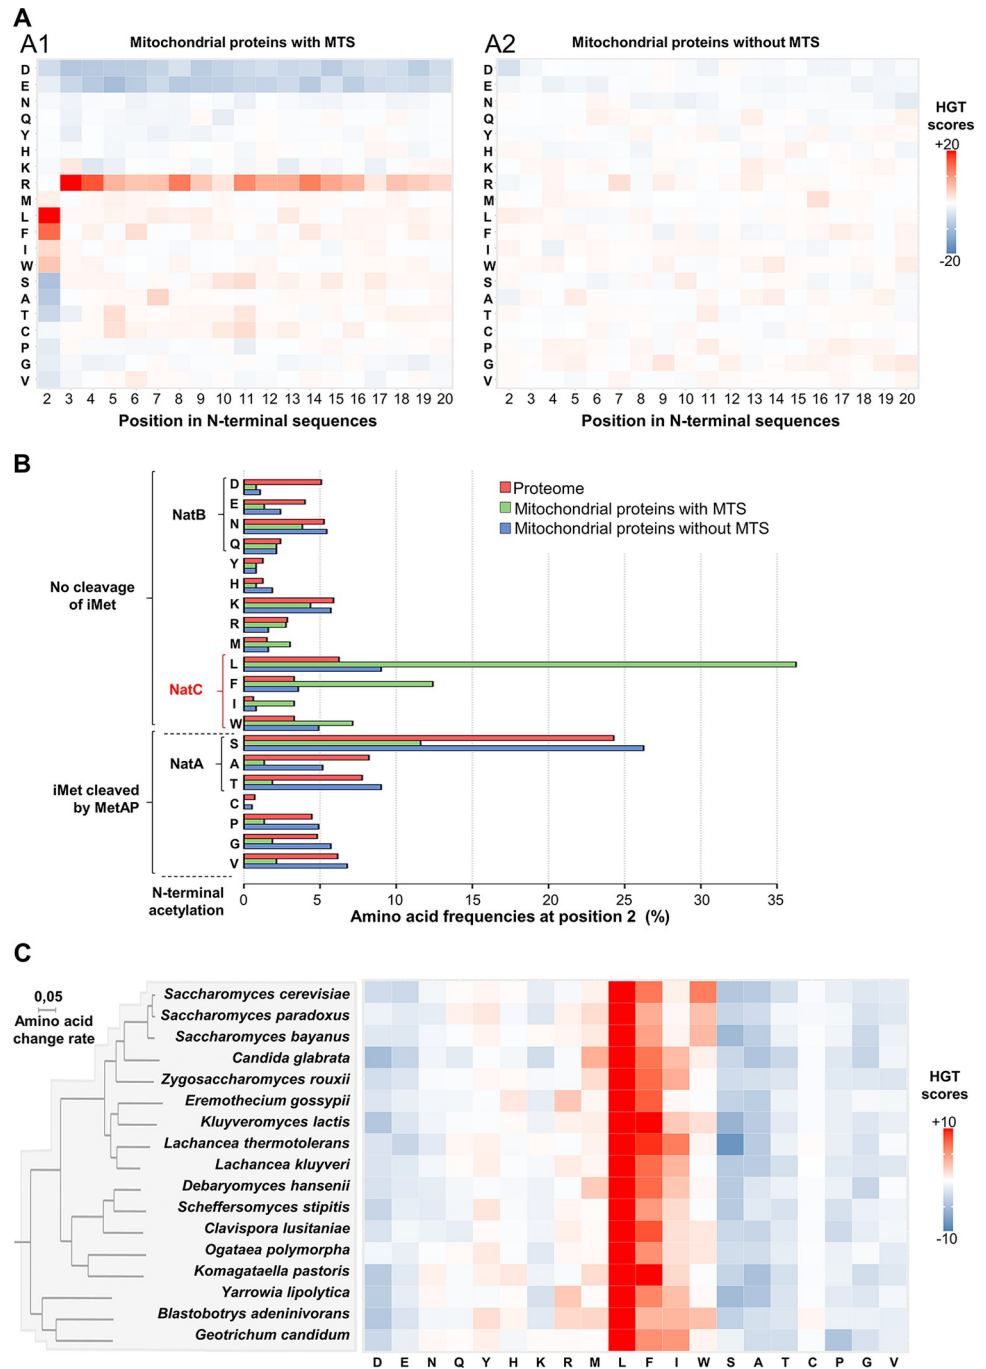 A
A1
Mitochondrial proteins with MTS
D
E
N
Q
Y
H
K
R
M
L
F
I
W
S
A
T
C
P
G
V
2 3 4 5 6 7 8 9 10 11 12 13 14 15 16 17 18 19 20
Position in N-terminal sequences
A2
Mitochondrial proteins without MTS
D
E
N
Q
Y
H
K
R
M
L
F
I
W
S
A
T
C
P
G
V
2 3 4 5 6 7 8 9 10 11 12 13 14 15 16 17 18 19 20
Position in N-terminal sequences
HGT
scores
+20
-20
B
Proteome
Mitochondrial proteins with MTS
Mitochondrial proteins without MTS
No cleavage
of iMet
iMet cleaved
by MetAP
N-terminal
acetylation
NatB
NatC
NatA
D
E
N
Q
Y
H
K
R
M
L
F
I
W
S
A
T
C
P
G
V
0 5 10 15 20 25 30 35
Amino acid frequencies at position 2 (%)
C
0,05
Amino acid
change rate
Saccharomyces cerevisiae
Saccharomyces paradoxus
Saccharomyces bayanus
Candida glabrata
Zygosaccharomyces rouxii
Eremothecium gossypii
Kluyveromyces lactis
Lachancea thermotolerans
Lachancea kluyveri
Debaryomyces hansenii
Scheffersomyces stipitis
Clavispora lusitaniae
Ogataea polymorpha
Komagataella pastoris
Yarrowia lipolytica
Blastobotrys adeninivorans
Geotrichum candidum
D E N Q Y H K R M L F I W S A T C P G V
HGT
scores
+10
-10